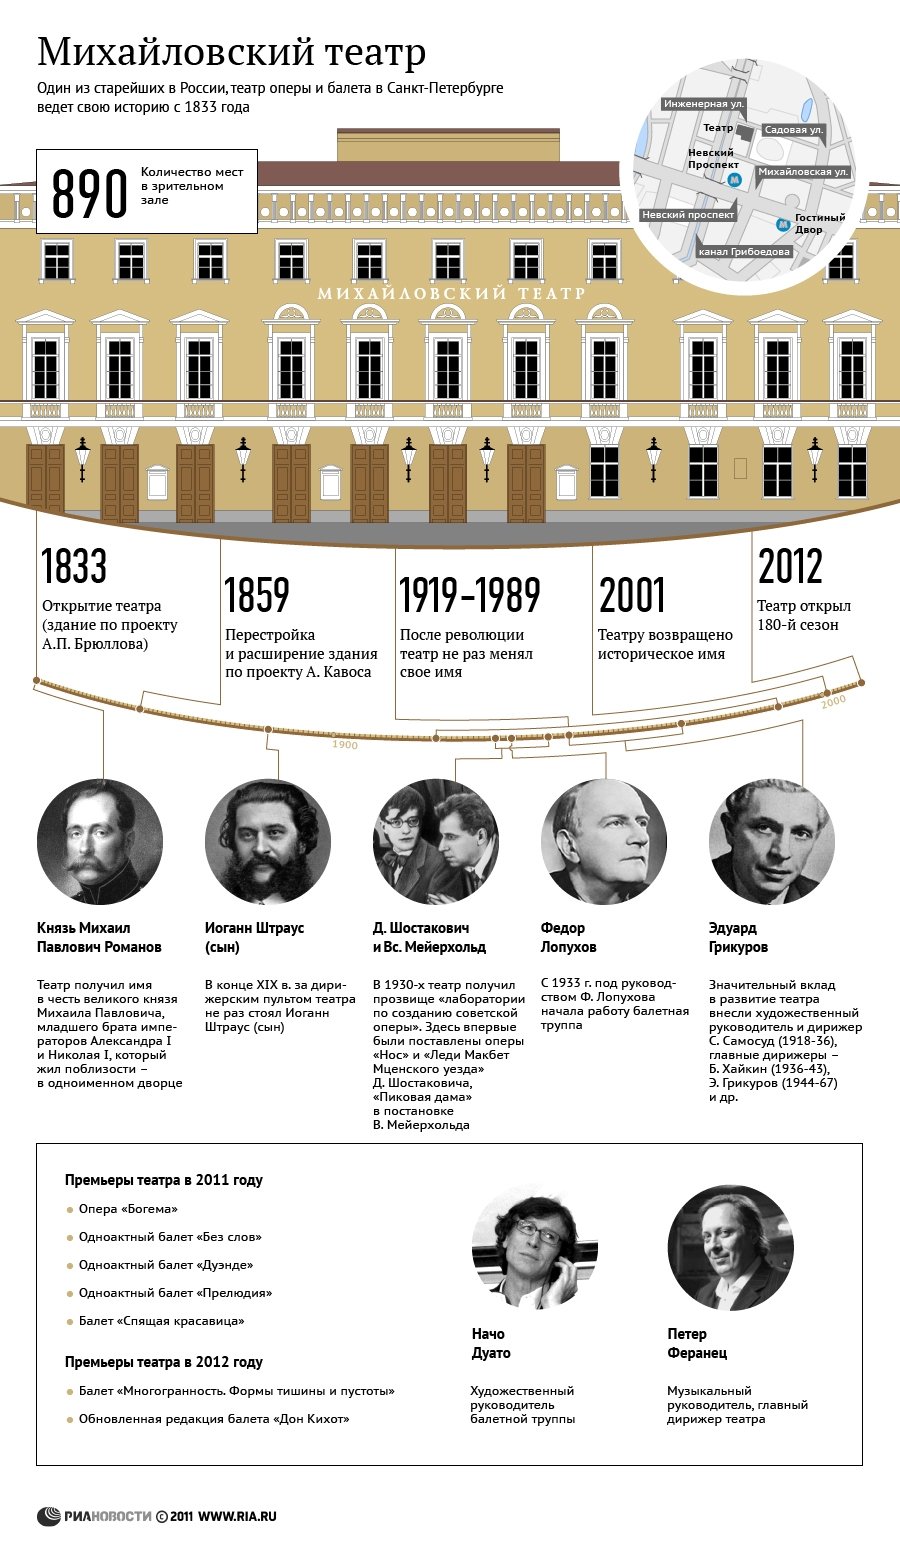 Михайловский театр
Один из старейших в России, театр оперы и балета в Санкт-Петербурге
ведет свою историю с 1833 года
890
Количество мест
в зрительном
зале
Инженерная ул.
Театр
Садовая ул.
Невский
Проспект
М
Михайловская ул.
Невский проспект
М
Гостиный
Двор
канал Грибоедова
МИХАЙЛОВСКИЙ ТЕАТР
1833
Открытие театра
(здание по проекту
А.П. Брюллова)
1859
Перестройка
и расширение здания
по проекту А. Кавоса
1919–1989
После революции
театр не раз менял
свое имя
2001
Театру возвращено
историческое имя
2012
Театр открыл
180-й сезон
1900
2000
Князь Михаил
Павлович Романов
Театр получил имя
в честь великого князя
Михаила Павловича,
младшего брата импе-
раторов Александра I
и Николая I, который
жил поблизости –
в одноименном дворце
Иоганн Штраус
(сын)
В конце XIX в. за дири-
жерским пультом театра
не раз стоял Иоганн
Штраус (сын)
Д. Шостакович
и Вс. Мейерхольд
В 1930-х театр получил
прозвище «лаборатории
по созданию советской
оперы». Здесь впервые
были поставлены оперы
«Нос» и «Леди Макбет
Мценского уезда»
Д. Шостаковича,
«Пиковая дама»
в постановке
В. Мейерхольда
Федор
Лопухов
С 1933 г. под руковод-
ством Ф. Лопухова
начала работу балетная
труппа
Эдуард
Грикуров
Значительный вклад
в развитие театра
внесли художественный
руководитель и дирижер
С. Самосуд (1918-36),
главные дирижеры –
Б. Хайкин (1936-43),
Э. Грикуров (1944-67)
и др.
Премьеры театра в 2011 году
Опера «Богема»
Одноактный балет «Без слов»
Одноактный балет «Дуэнде»
Одноактный балет «Прелюдия»
Балет «Спящая красавица»
Премьеры театра в 2012 году
Балет «Многогранность. Формы тишины и пустоты»
Обновленная редакция балета «Дон Кихот»
Начо
Дуато
Художественный
руководитель
балетной труппы
Петер
Феранец
Музыкальный
руководитель, главный
дирижер театра
РИАНОВОСТИ © 2011 WWW.RIA.RU